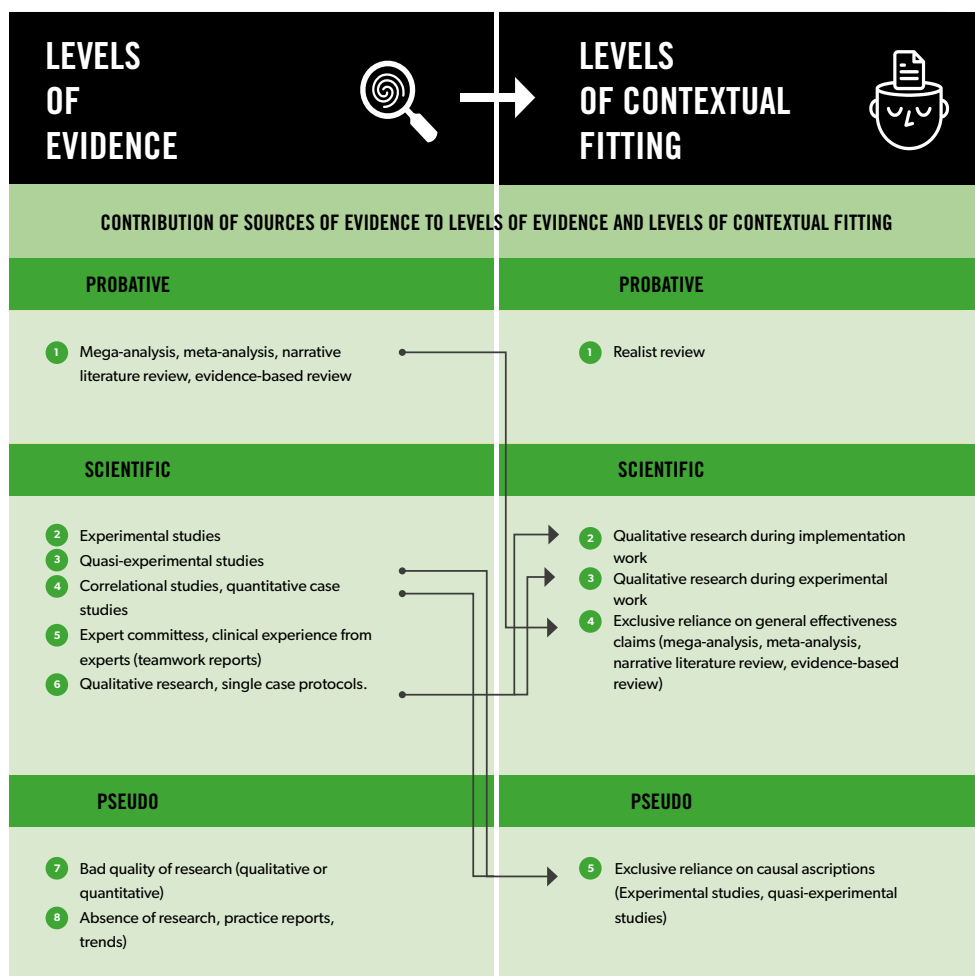 LEVELS
OF
EVIDENCE
LEVELS
OF CONTEXTUAL
FITTING
CONTRIBUTION OF SOURCES OF EVIDENCE TO LEVELS OF EVIDENCE AND LEVELS OF CONTEXTUAL FITTING
PROBATIVE
1 Mega-analysis, meta-analysis, narrative
literature review, evidence-based review
SCIENTIFIC
2 Experimental studies
3 Quasi-experimental studies
4 Correlational studies, quantitative case
studies
5 Expert committess, clinical experience from
experts (teamwork reports)
6 Qualitative research, single case protocols.
PSEUDO
7 Bad quality of research (qualitative or
quantitative)
8 Absence of research, practice reports,
trends)
PROBATIVE
1 Realist review
SCIENTIFIC
2 Qualitative research during implementation
work
3 Qualitative research during experimental
work
4 Exclusive reliance on general effectiveness
claims (mega-analysis, meta-analysis,
narrative literature review, evidence-based
review)
PSEUDO
5 Exclusive reliance on causal ascriptions
(Experimental studies, quasi-experimental
studies)